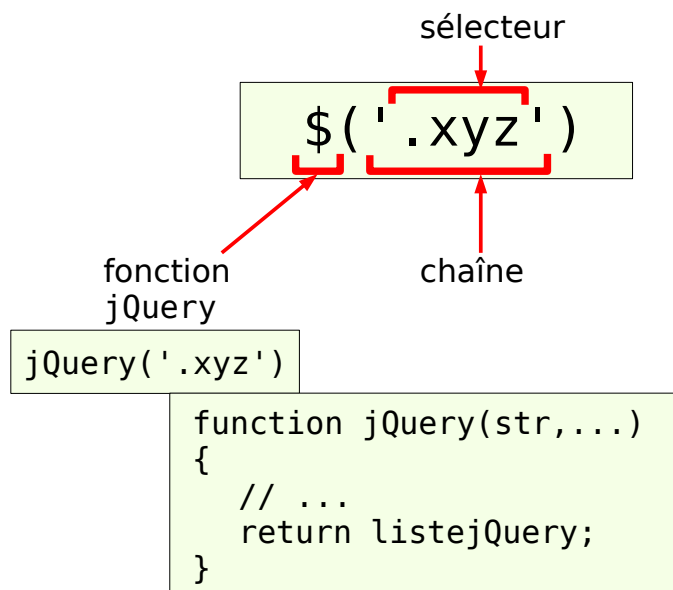 sélecteur
$('.xyz')
fonction
jQuery
chaîne
jQuery('.xyz')
function jQuery(str,...)
{
// ...
return listejQuery;
}